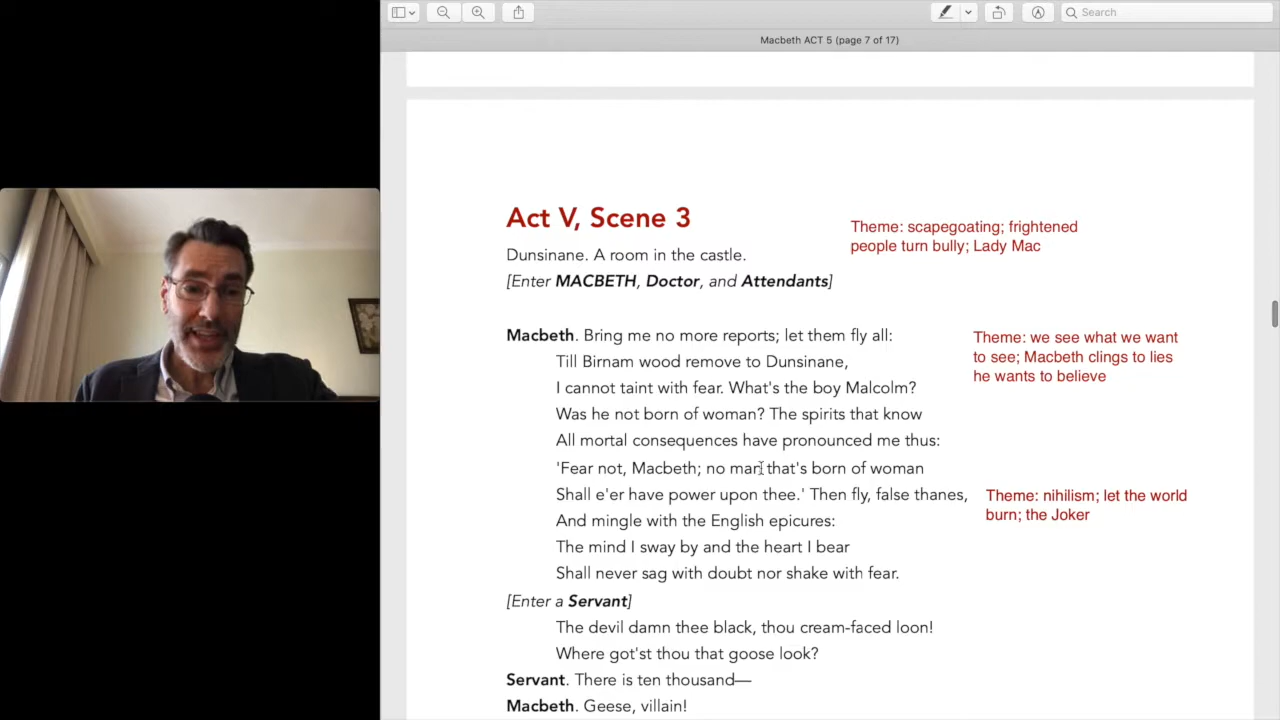 Search
Macbeth ACT 5 (page 7 of 17)
Act V, Scene 3
Theme: scapegoating; frightened
people turn bully; Lady Mac
Dunsinane. A room in the castle.
[Enter MACBETH, Doctor, and Attendants]
Macbeth. Bring me no more reports; let them fly all:
Till Birnam wood remove to Dunsinane,
I cannot taint with fear. What's the boy Malcolm?
Was he not born of woman? The spirits that know
All mortal consequences have pronounced me thus:
'Fear not, Macbeth; no man that's born of woman
Shall e'er have power upon thee.' Then fly, false thanes,
And mingle with the English epicures:
The mind I sway by and the heart I bear
Shall never sag with doubt nor shake with fear.
Theme: we see what we want
to see; Macbeth clings to lies
he wants to believe
Theme: nihilism; let the world
burn; the Joker
[Enter a Servant]
The devil damn thee black, thou cream-faced loon!
Where got'st thou that goose look?
Servant. There is ten thousand—
Macbeth. Geese, villain!